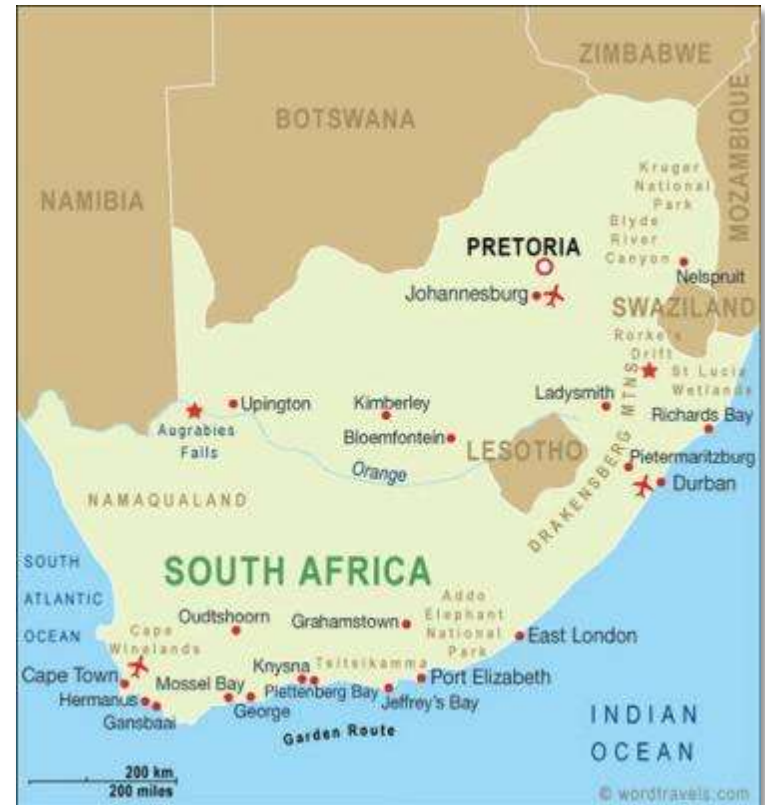 ZIMBABWE
BOTSWANA
MOZAMBIQUE
NAMIBIA
Kruger
National
Park
Blyde
River
Canyon
PRETORIA
Nelspruit
Johannesburg
SWAZILAND
Rorke's
Drift
St Lucia
Wetlands
Upington
Kimberley
Ladysmith
Richards Bay
Augrabies
Falls
Bloemfontein
LESOTHO
Pietermaritzburg
Orange
DRAKENSBERG MTNS
Durban
NAMAQUALAND
SOUTH AFRICA
SOUTH
ATLANTIC
OCEAN
Oudtshoorn
Grahamstown
Addo
Elephant
National
Park
East London
Cape
Winelands
Cape Town
Knysna
Tsitsikamma
Port Elizabeth
Hermanus
Mossel Bay
Plettenberg Bay
Jeffrey's Bay
Gansbaai
George
Garden Route
INDIAN
OCEAN
200 km
200 miles
© wordtravels.com